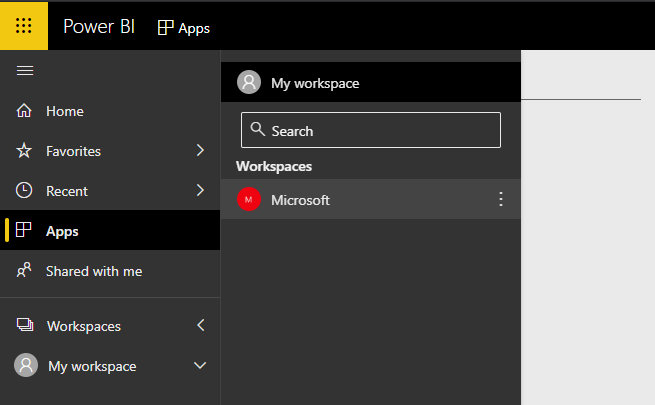 Power BI Apps
Home
Favorites
Recent
Apps
Shared with me
Workspaces
My workspace
My workspace
Search
Workspaces
M Microsoft